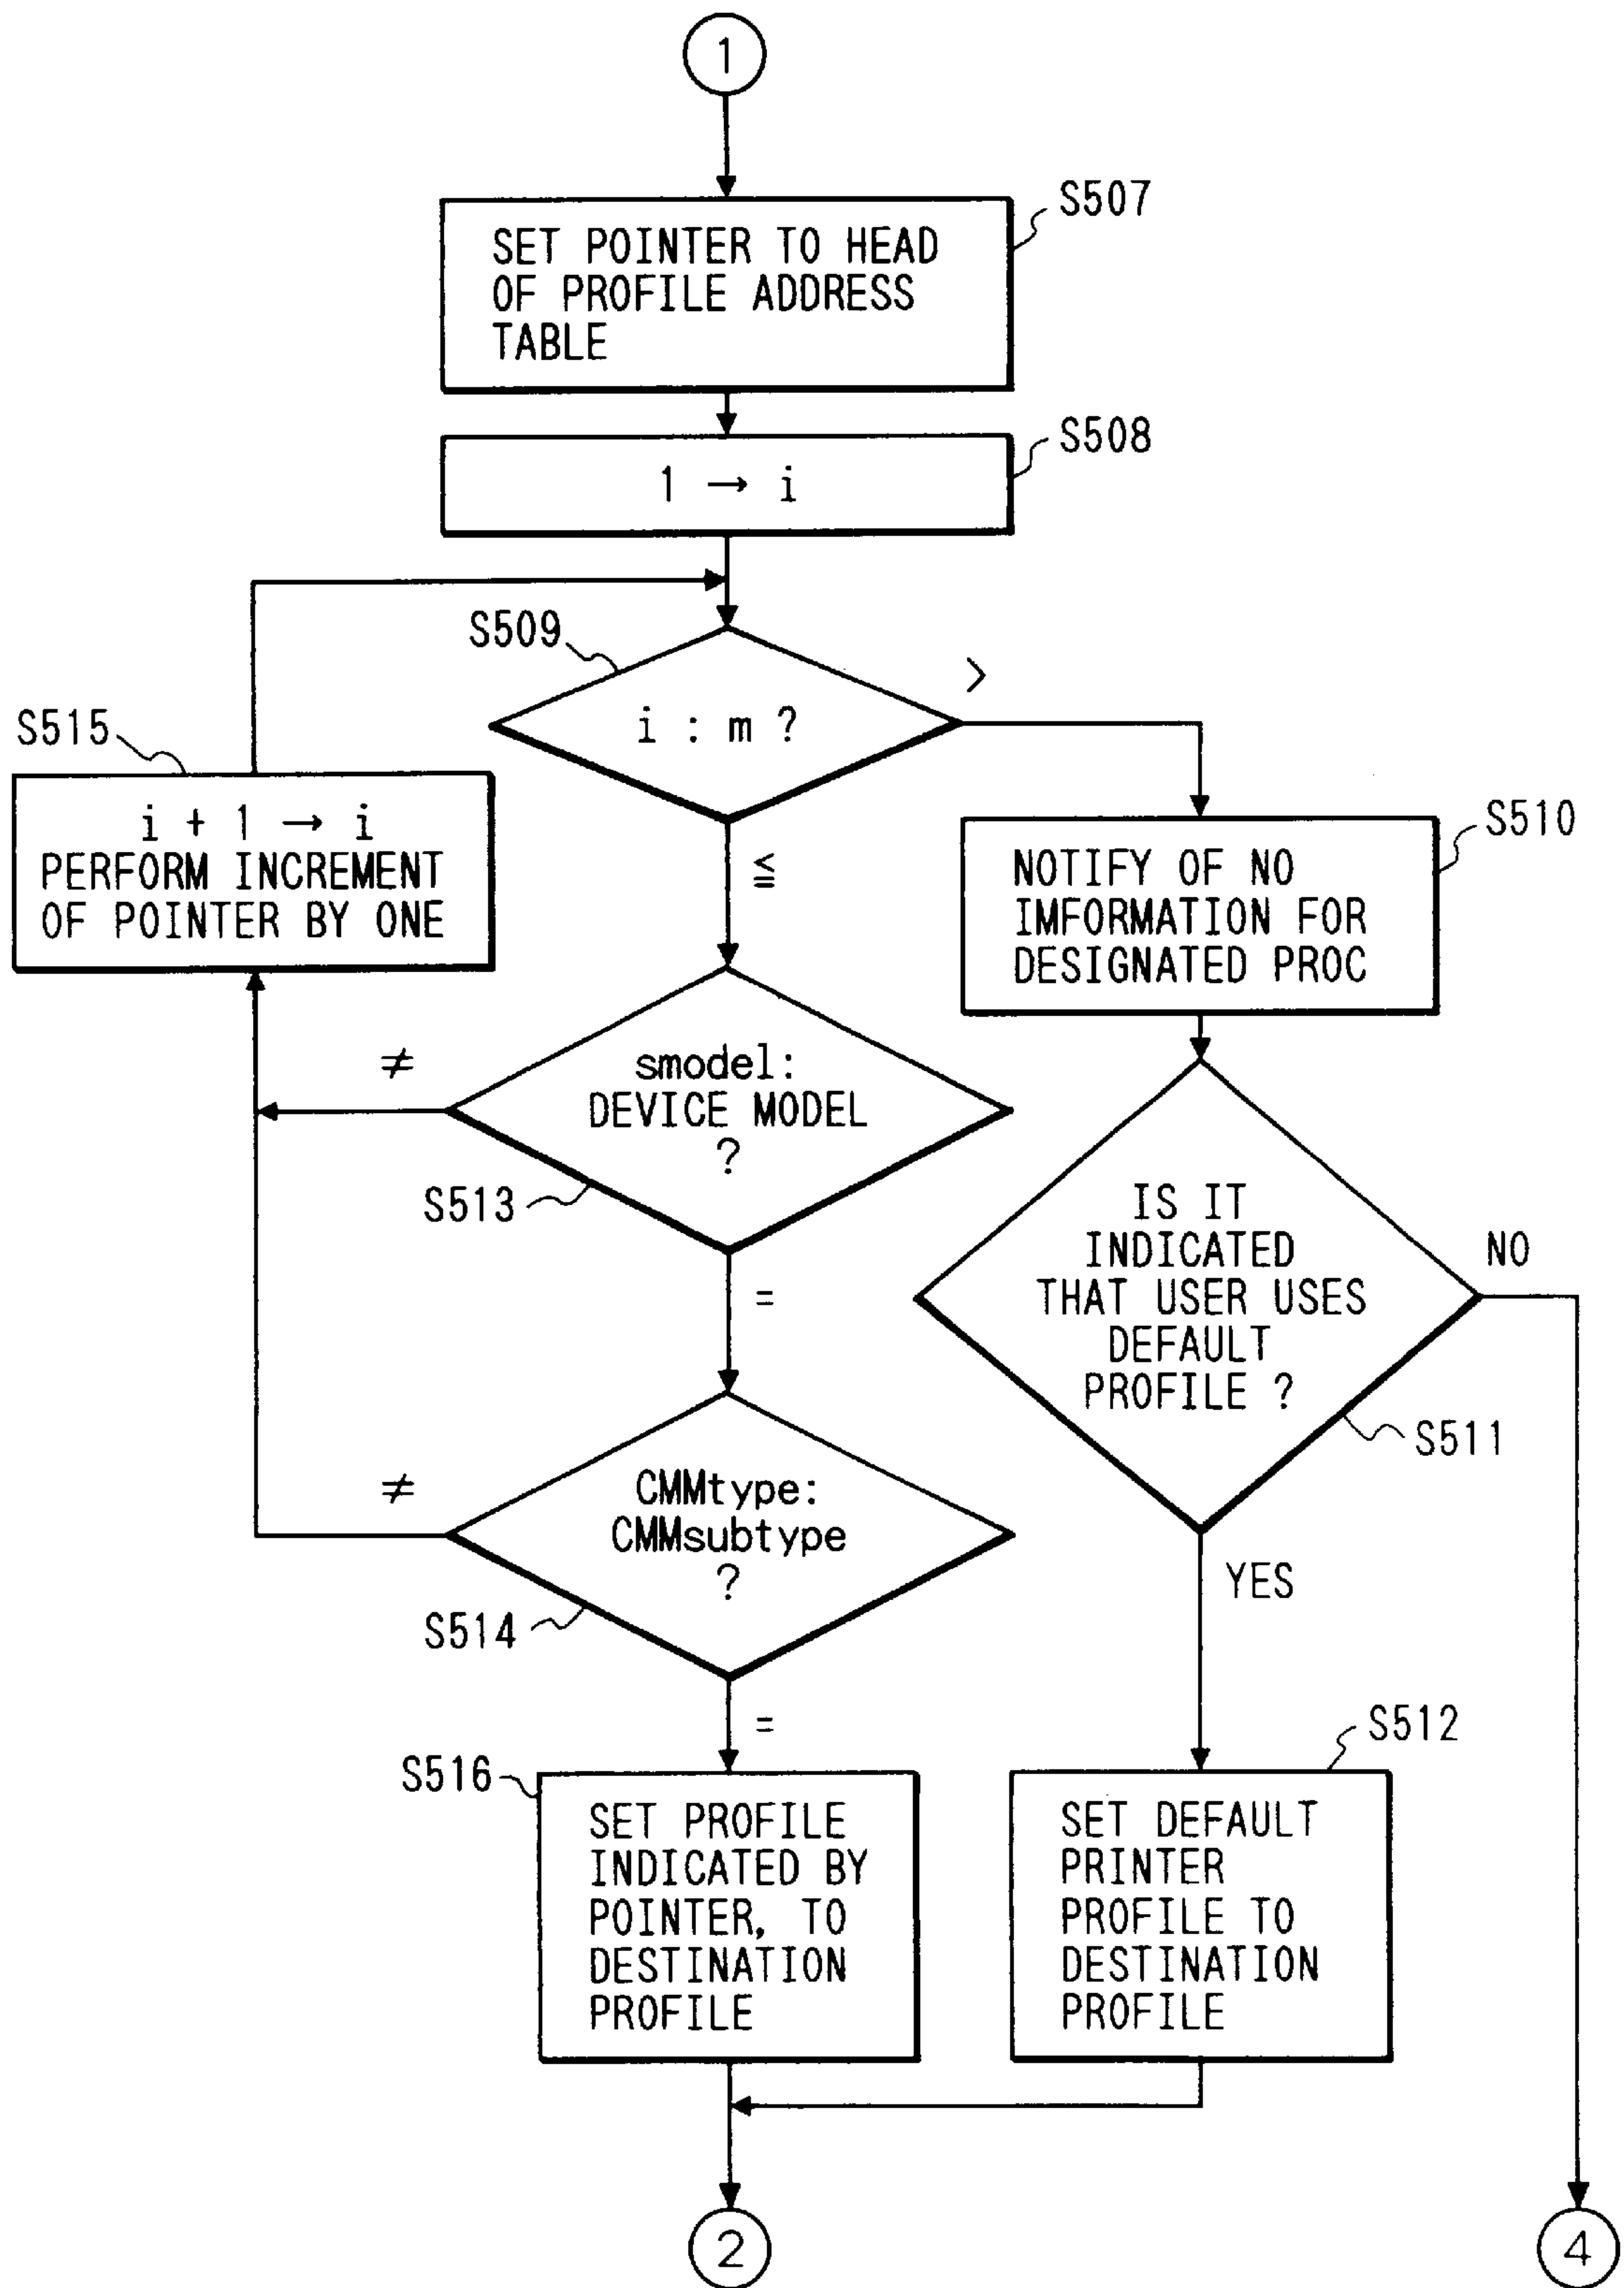 1
S507
SET POINTER TO HEAD
OF PROFILE ADDRESS
TABLE
S508
1 → i
S509
i : m ?
>
≦
S515
i + 1 → i
PERFORM INCREMENT
OF POINTER BY ONE
S510
NOTIFY OF NO
IMFORMATION FOR
DESIGNATED PROC
≠
smodel:
DEVICE MODEL
?
S513
=
IS IT
INDICATED
THAT USER USES
DEFAULT
PROFILE ?
NO
S511
YES
≠
CMMtype:
CMMsubtype
?
S514
=
S516
SET PROFILE
INDICATED BY
POINTER, TO
DESTINATION
PROFILE
S512
SET DEFAULT
PRINTER
PROFILE TO
DESTINATION
PROFILE
2
4